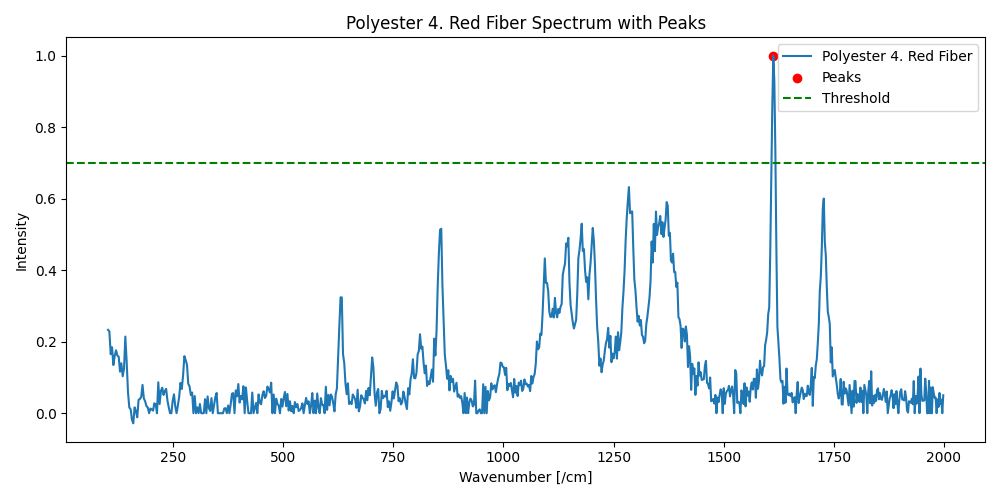 Polyester 4. Red Fiber Spectrum with Peaks
Polyester 4. Red Fiber
Peaks
Threshold
Intensity
1.0
0.8
0.6
0.4
0.2
0.0
250
500
750
1000
1250
1500
1750
2000
Wavenumber [/cm]